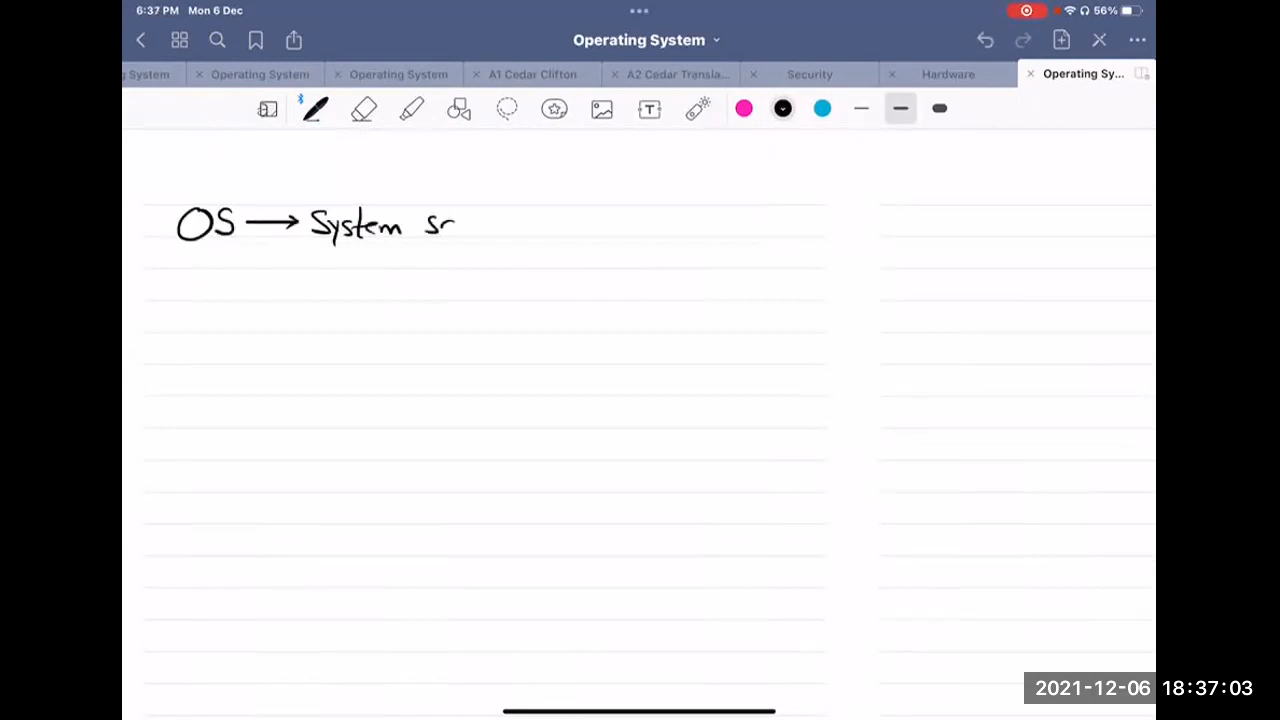 6:37 PM Mon 6 Dec
56%
Operating System
g System
Operating System
Operating System
A1 Cedar Clifton
A2 Cedar Transla...
Security
Hardware
Operating Sy...
T
OS → System
2021-12-06 18:37:03